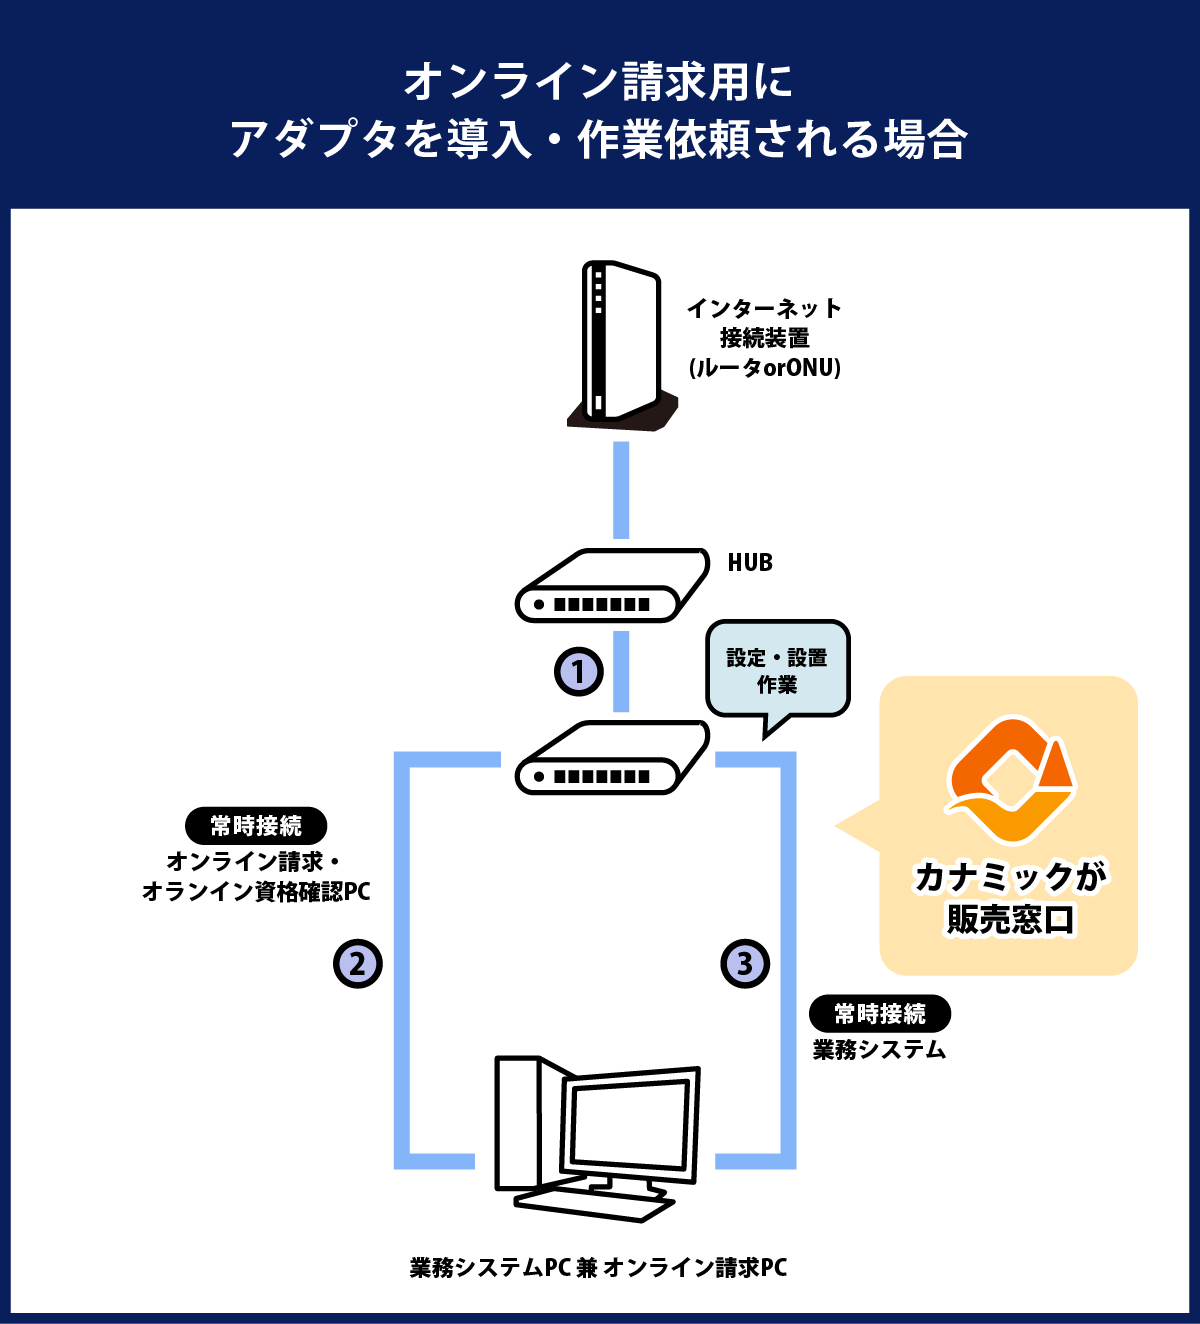 オンライン請求用に
アダプタを導入・作業依頼される場合
インターネット
接続装置
(ルータorONU)
HUB
1
設定・設置
作業
カナミックが
販売窓口
常時接続
オンライン請求・
オランイン資格確認PC
2
3
常時接続
業務システム
業務システムPC 兼 オンライン請求PC